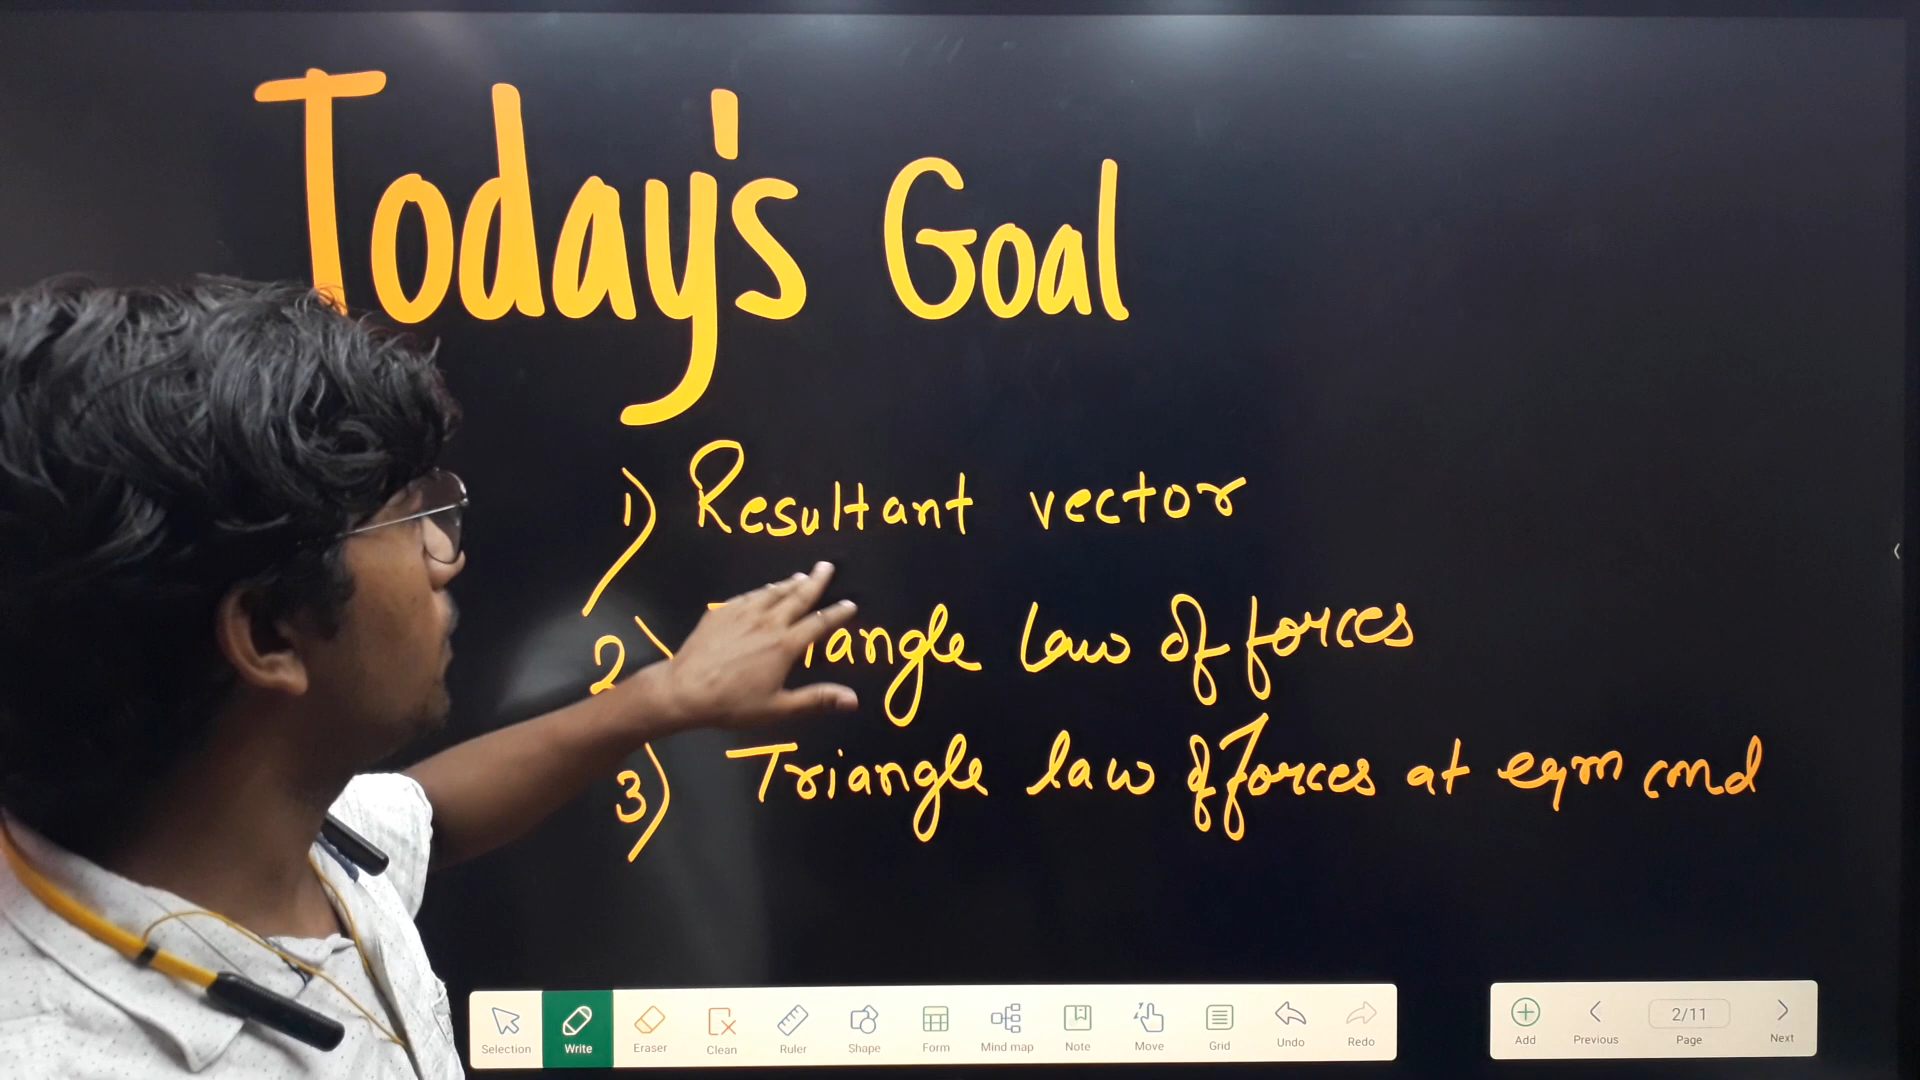 Today's Goal
1) Resultant vector
2) Triangle law of forces
3) Triangle law of forces at eqm cond
Selection Write Eraser Clean Ruler Shape Form Mind map Note Move Grid Undo Redo Add Previous 2/11 Page Next